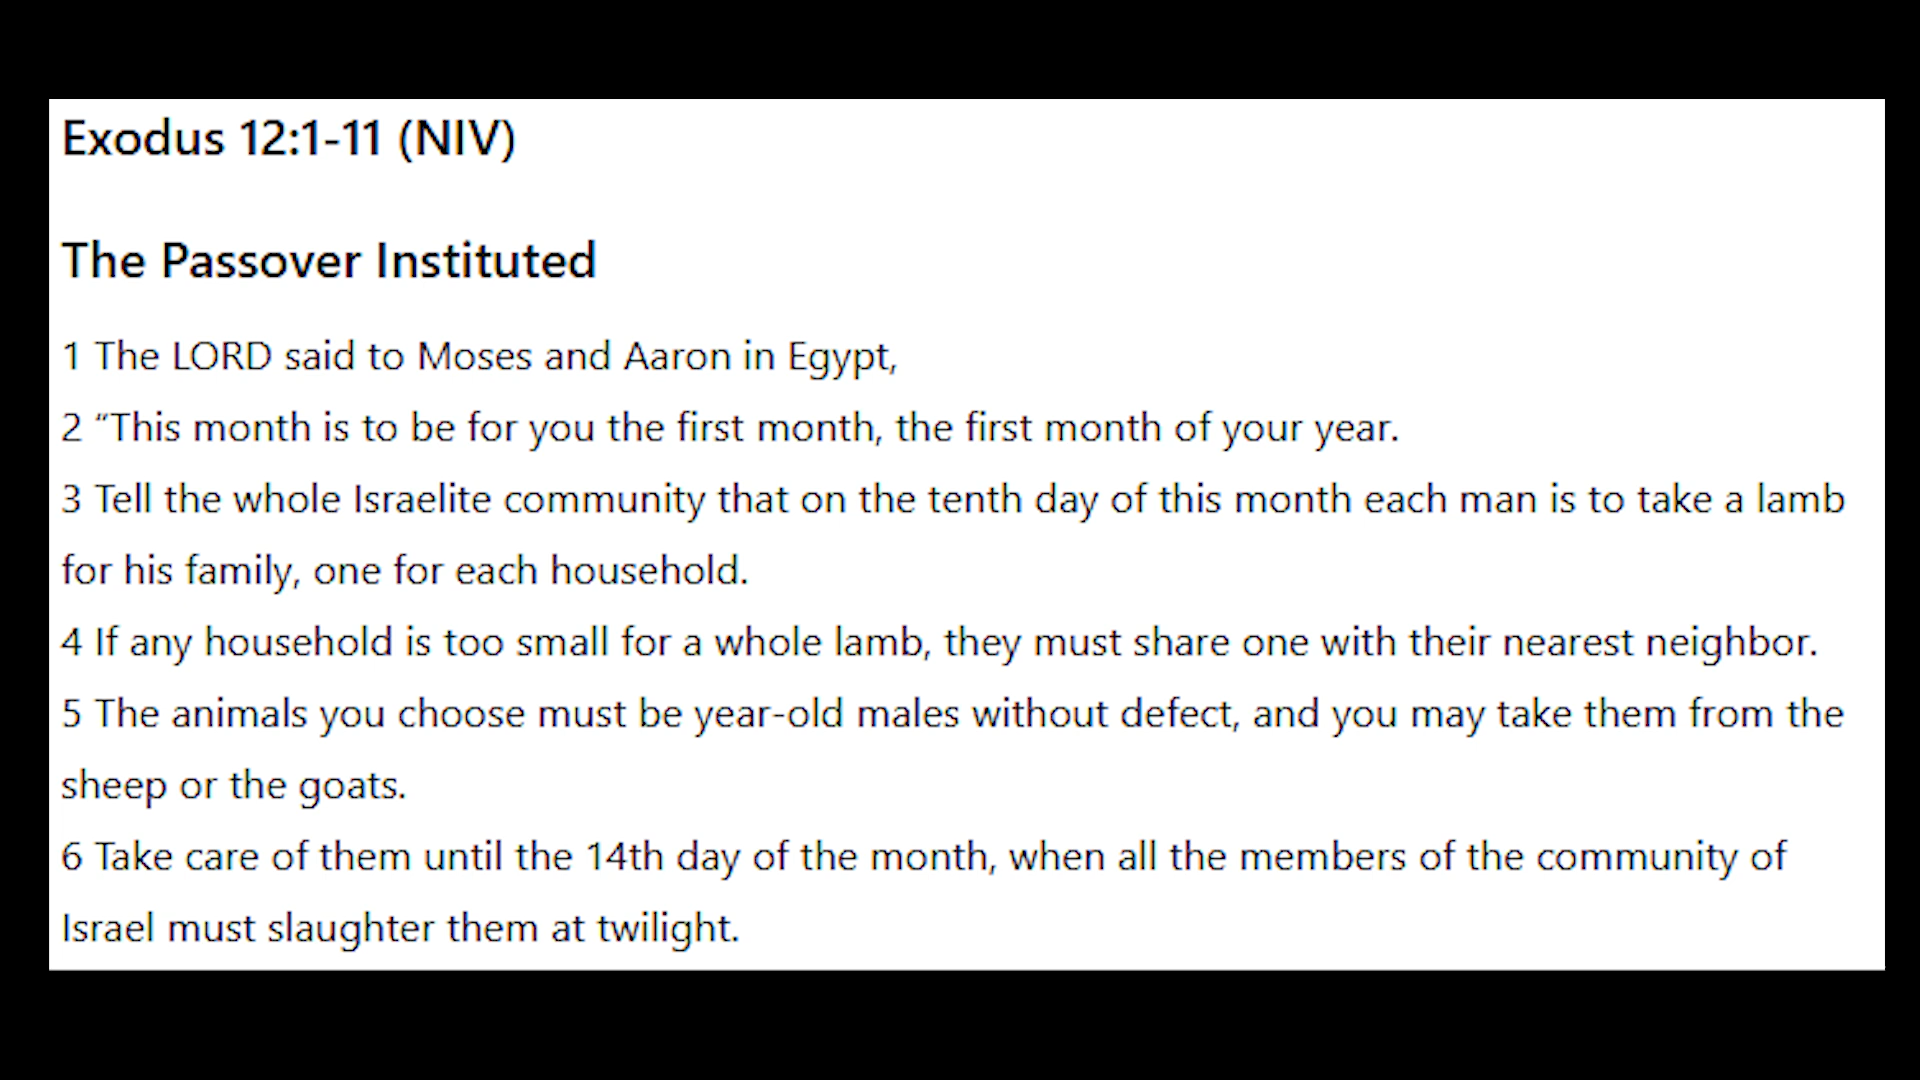 Exodus 12:1-11 (NIV)
The Passover Instituted
1 The LORD said to Moses and Aaron in Egypt,
2 “This month is to be for you the first month, the first month of your year.
3 Tell the whole Israelite community that on the tenth day of this month each man is to take a lamb
for his family, one for each household.
4 If any household is too small for a whole lamb, they must share one with their nearest neighbor.
5 The animals you choose must be year-old males without defect, and you may take them from the
sheep or the goats.
6 Take care of them until the 14th day of the month, when all the members of the community of
Israel must slaughter them at twilight.